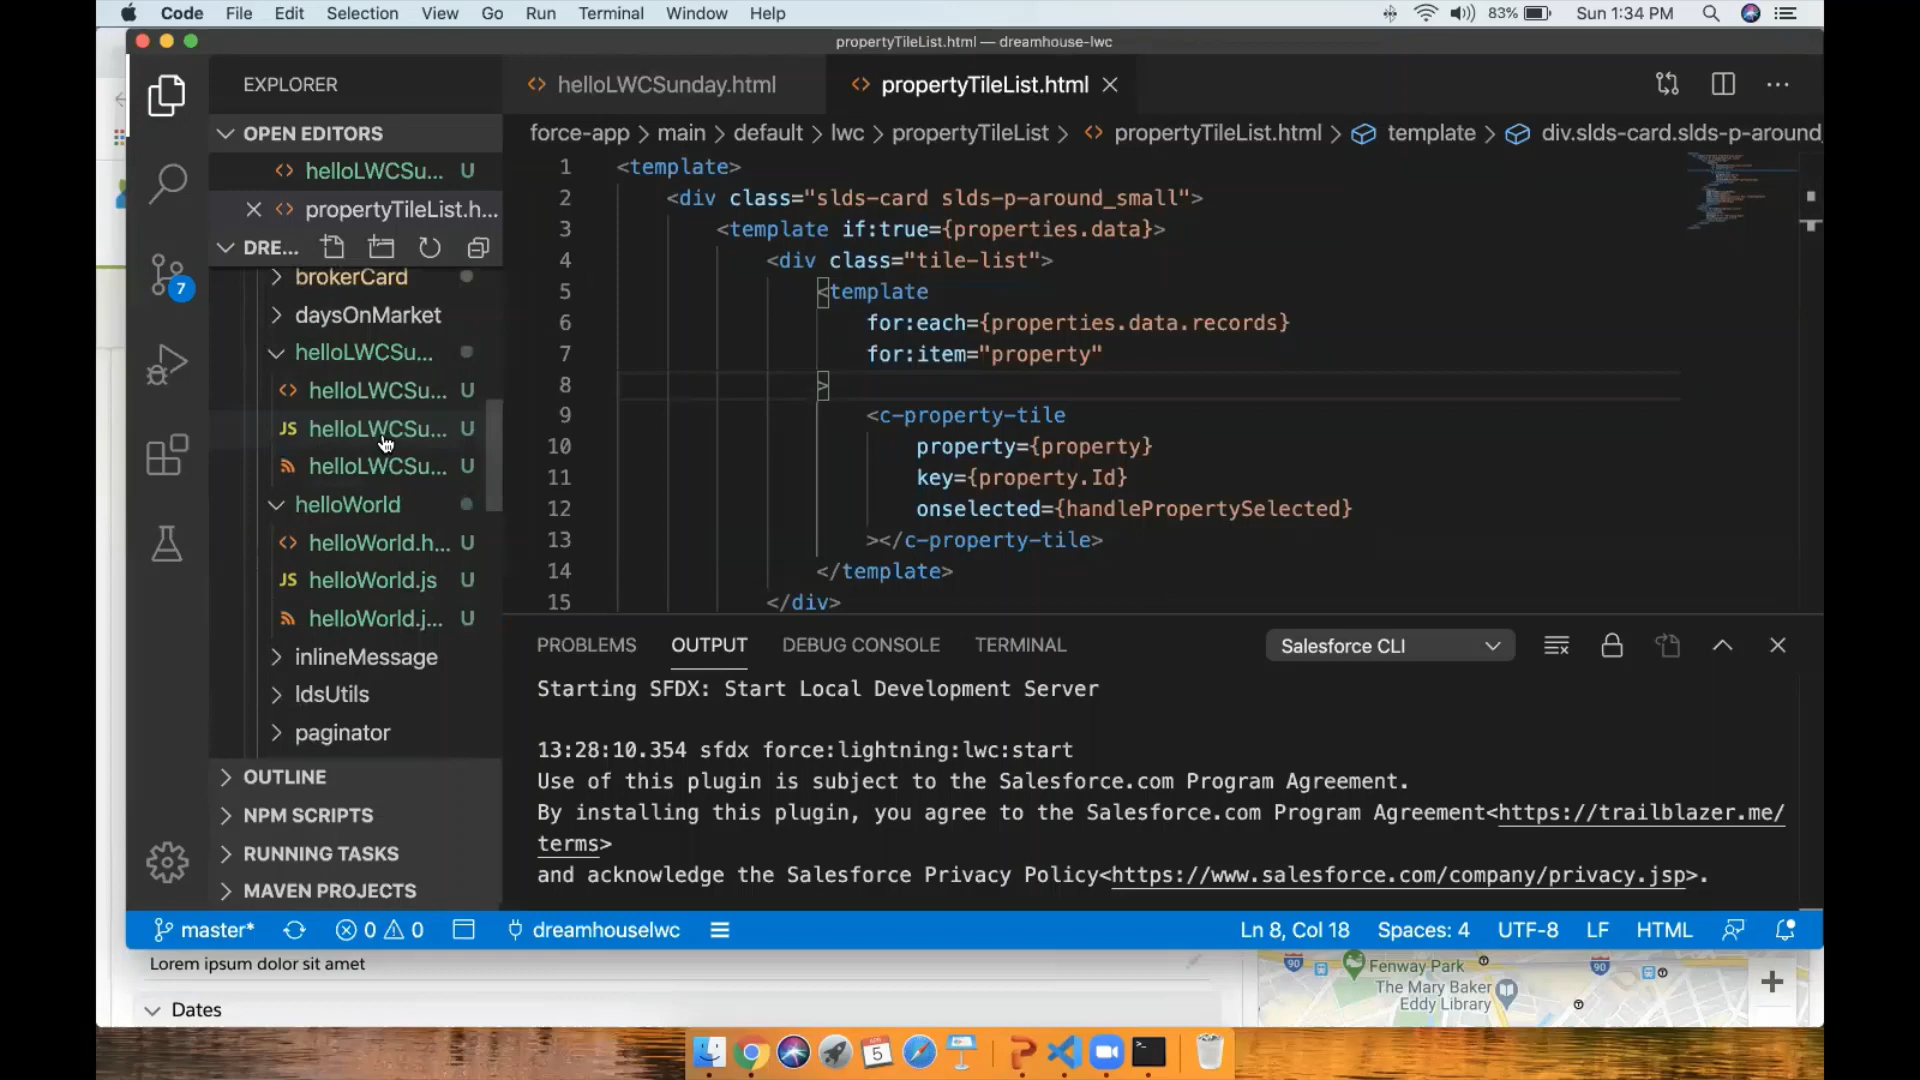 Code File Edit Selection View Go Run Terminal Window Help 83% Sun 1:34 PM
propertyTileList.html — dreamhouse-lwc
EXPLORER
helloLWCSunday.html propertyTileList.html
OPEN EDITORS
force-app > main > default > lwc > propertyTileList > propertyTileList.html > template > div.slds-card.slds-p-around_
helloLWCSu... U
propertyTileList.h...
DRE...
brokerCard
daysOnMarket
helloLWCSu...
helloLWCSu... U
JS helloLWCSu... U
helloLWCSu... U
helloWorld
helloWorld.h... U
JS helloWorld.js U
helloWorld.j... U
inlineMessage
ldsUtils
paginator
OUTLINE
NPM SCRIPTS
RUNNING TASKS
MAVEN PROJECTS
7
1 <template>
2 <div class="slds-card slds-p-around_small">
3 <template if:true={properties.data}>
4 <div class="tile-list">
5 <template
6 for:each={properties.data.records}
7 for:item="property"
8 >
9 <c-property-tile
10 property={property}
11 key={property.Id}
12 onselected={handlePropertySelected}
13 ></c-property-tile>
14 </template>
15 </div>
PROBLEMS OUTPUT DEBUG CONSOLE TERMINAL Salesforce CLI
Starting SFDX: Start Local Development Server
13:28:10.354 sfdx force:lightning:lwc:start
Use of this plugin is subject to the Salesforce.com Program Agreement.
By installing this plugin, you agree to the Salesforce.com Program Agreement<https://trailblazer.me/
terms>
and acknowledge the Salesforce Privacy Policy<https://www.salesforce.com/company/privacy.jsp>.
master* 0 0 dreamhouselwc Ln 8, Col 18 Spaces: 4 UTF-8 LF HTML
Lorem ipsum dolor sit amet
Dates
90 Fenway Park 90
The Mary Baker
Eddy Library
5